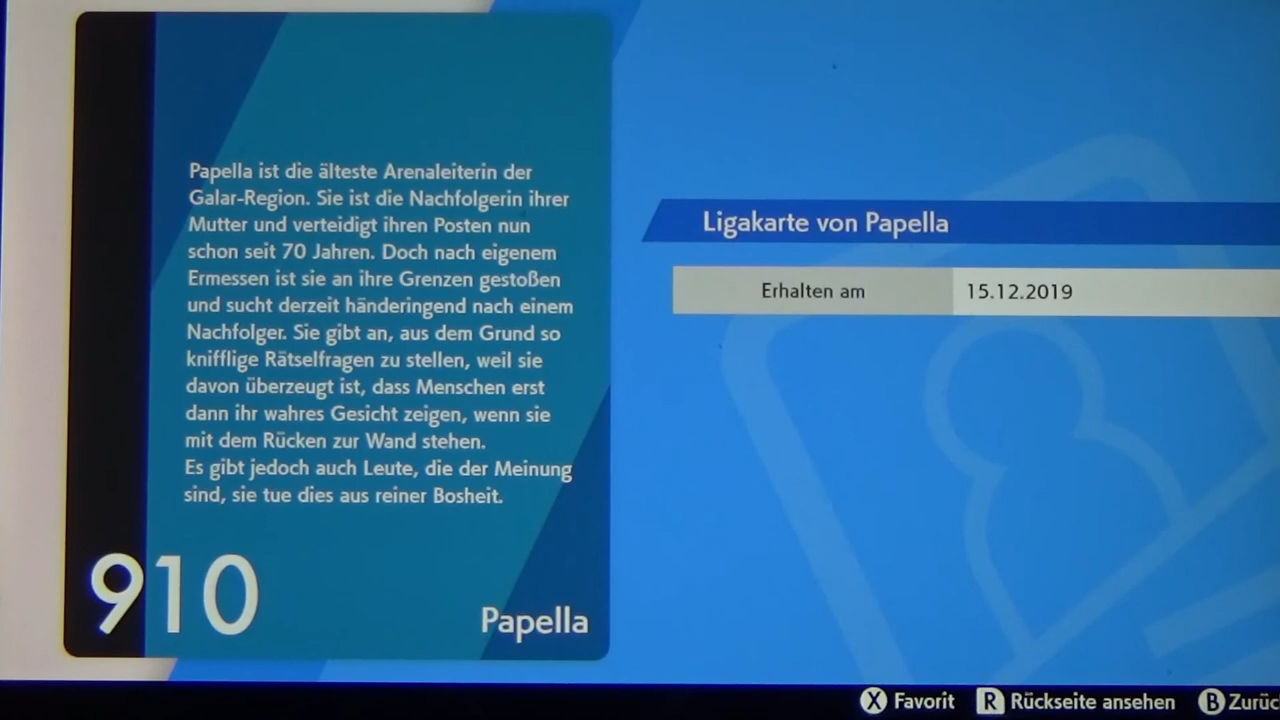 Papella ist die älteste Arenaleiterin der
Galar-Region. Sie ist die Nachfolgerin ihrer
Mutter und verteidigt ihren Posten nun
schon seit 70 Jahren. Doch nach eigenem
Ermessen ist sie an ihre Grenzen gestoßen
und sucht derzeit händeringend nach einem
Nachfolger. Sie gibt an, aus dem Grund so
knifflige Rätselfragen zu stellen, weil sie
davon überzeugt ist, dass Menschen erst
dann ihr wahres Gesicht zeigen, wenn sie
mit dem Rücken zur Wand stehen.
Es gibt jedoch auch Leute, die der Meinung
sind, sie tue dies aus reiner Bosheit.
910
Papella
Ligakarte von Papella
Erhalten am 15.12.2019
X Favorit R Rückseite ansehen B Zurüc